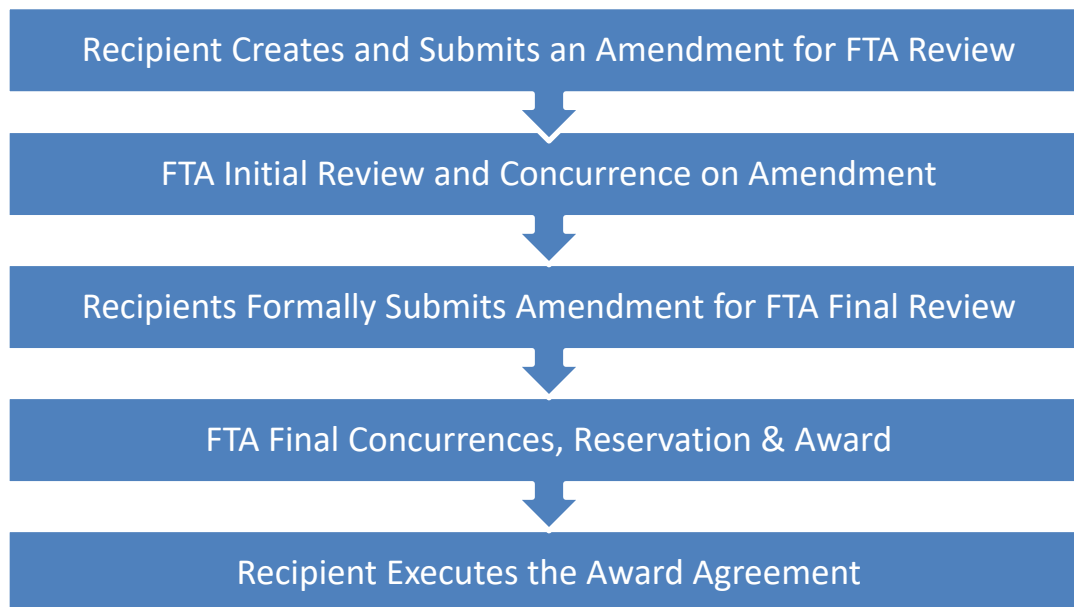 Recipient Creates and Submits an Amendment for FTA Review
FTA Initial Review and Concurrence on Amendment
Recipients Formally Submits Amendment for FTA Final Review
FTA Final Concurrences, Reservation & Award
Recipient Executes the Award Agreement